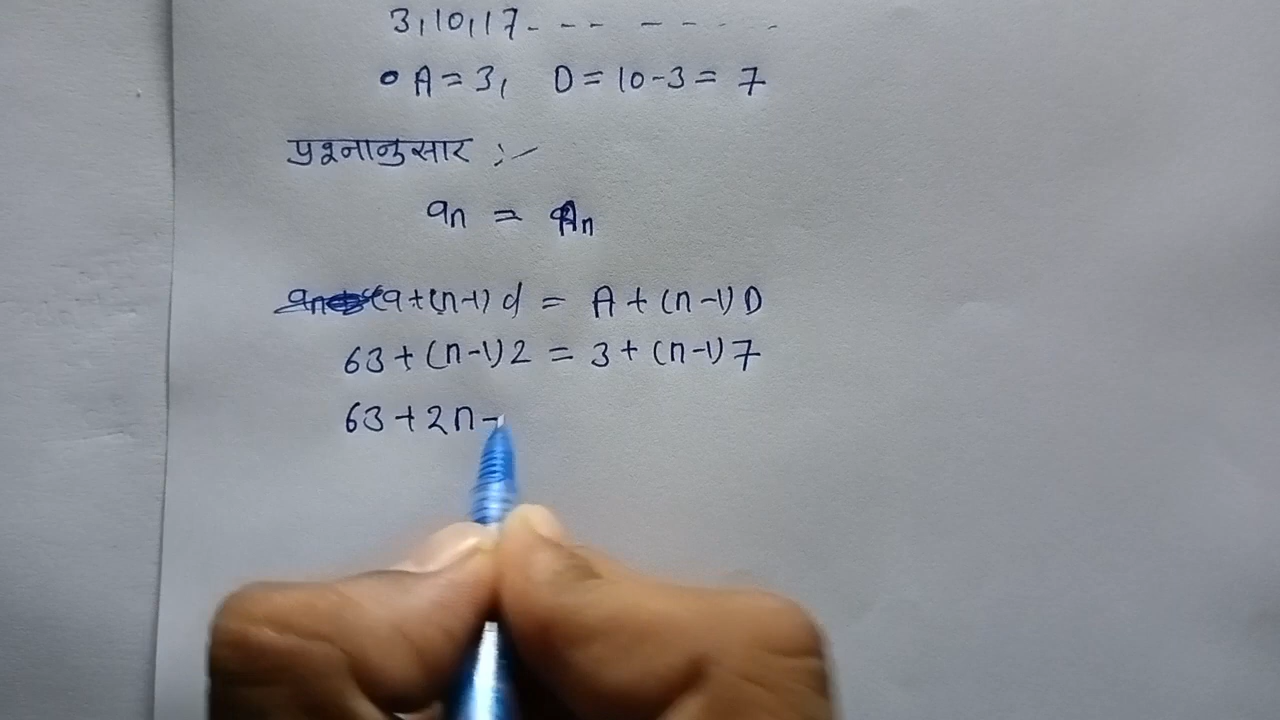 3, 10, 17 - - - - - - - -
• A = 3, D = 10 - 3 = 7
प्रश्नानुसार :-
an = An
a + (n-1) d = A + (n-1) D
63 + (n-1) 2 = 3 + (n-1) 7
63 + 2n -